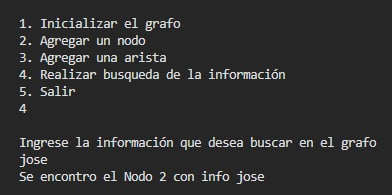 1. Inicializar el grafo
2. Agregar un nodo
3. Agregar una arista
4. Realizar busqueda de la información
5. Salir
4
Ingrese la información que desea buscar en el grafo
jose
Se encontro el Nodo 2 con info jose